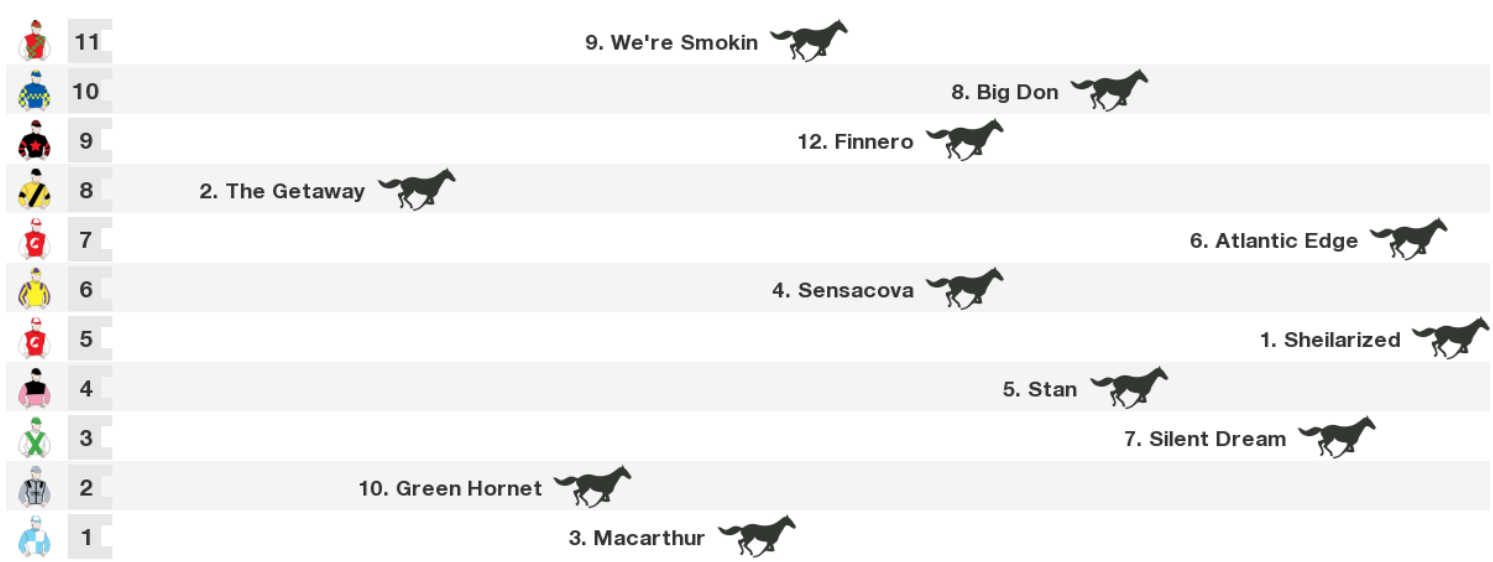 11 9. We're Smokin
10 8. Big Don
9 12. Finnero
8 2. The Getaway
7 6. Atlantic Edge
6 4. Sensacova
5 1. Sheilarized
4 5. Stan
3 7. Silent Dream
2 10. Green Hornet
1 3. Macarthur